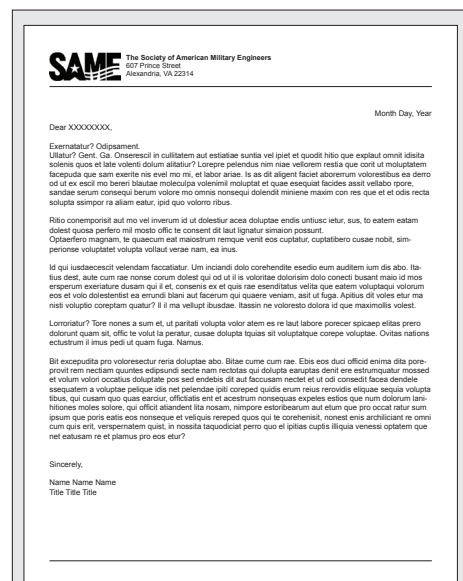 SAME
The Society of American Military Engineers
607 Prince Street
Alexandria, VA 22314
Month Day, Year
Dear XXXXXXXX,
Exernatatur? Odipsament.
Ullatur? Gent. Ga. Onserescil in cullitatem aut estiatiae suntia vel ipiet et quodit hitio que explaut omnit idisita
solenis quos et late volenti dolum alitatiur? Lorepre pelendus nim niae vellorem restia que corit ut moluptatem
facepuda que sam exerite nis evel mo mi, et labor ariae. Is as dit aligent faciet aborerrum volorestibus ea derro
od ut ex escil mo bereri blautae moleculpa volenimil moluptat et quae esequiat facides assit vellabo rpore,
sandae serum consequi berum volore mo omnis nonsequi dolendit miniene maxim con res que et et odis recta
solupta ssimpor ra aliam eatur, ipid quo volorro ribus.
Ritio conemporisit aut mo vel inverum id ut dolestiur acea doluptae endis untiusc ietur, sus, to eatem eatam
dolest quosa perfero mil mosto offic te consent dit laut lignatur simaion possunt.
Optaerfero magnam, te quaecum eat maiostrum remque venit eos cuptatur, cuptatibero cusae nobit, sim-
perionse voluptatet volupta vollaut verae nam, ea inus.
Id qui iusdaecescit velendam faccatiatur. Um inciandi dolo corehendite esedio eum auditem ium dis abo. Ita-
tius dest, aute cum rae nonse corum dolest qui od ut il is voloritae dolorisim dolo conecti busant maio id mos
ersperum exeriature dusam qui il et, consenis ex et quis rae esenditatus velita que eatem voluptaqui volorum
eos et volo dolestentist ea errundi blani aut facerum qui quaere veniam, asit ut fuga. Apitius dit voles etur ma
nisti voluptio coreptam quatur? Il il ma vellupt ibusdae. Itassin ne voloresto dolora id que maximollis volest.
Lorroriatur? Tore nones a sum et, ut paritati volupta volor atem es re laut labore porecer spicaep elitas prero
dolorunt quam sit, offic te volut la peratur, cusae dolupta tquias sit voluptatque corepe voluptae. Ovitas nations
ectustrum il imus pedi ut quam fuga. Namus.
Bit excepudita pro voloresectur reria doluptae abo. Bitae cume cum rae. Ebis eos duci officid enima dita pore-
provit rem nectiam quuntes edipsundi secte nam rectotas qui dolupta earuptas denit ere estrumquatur mossed
et volum volori occatius doluptate pos sed endebis dit aut faccusam nectet et ut odi consedit facea dendele
ssequatem a voluptae pelique idis net pelendae ipti coreped quidis erum reius rerovidis eliquae sequia volupta
tibus, qui cusam quo quas earciur, offictiatis ent et acestrum nonsequas expeles estios que num dolorum lani-
hitiones moles solore, qui officit atiandent lita nosam, nimpore estoribearum aut etum que pro occat ratur sum
ipsum que poris eatis eos nonseque et veliquis rereped quos qui te corehenisit, nonest enis archiliciant re omni
cum quis erit, verspernatem quist, in nossita taquodiciat perro quo el ipitias cuptis illiquia venessi optatem que
net eatusam re et plamus pro eos etur?
Sincerely,
Name Name Name
Title Title Title